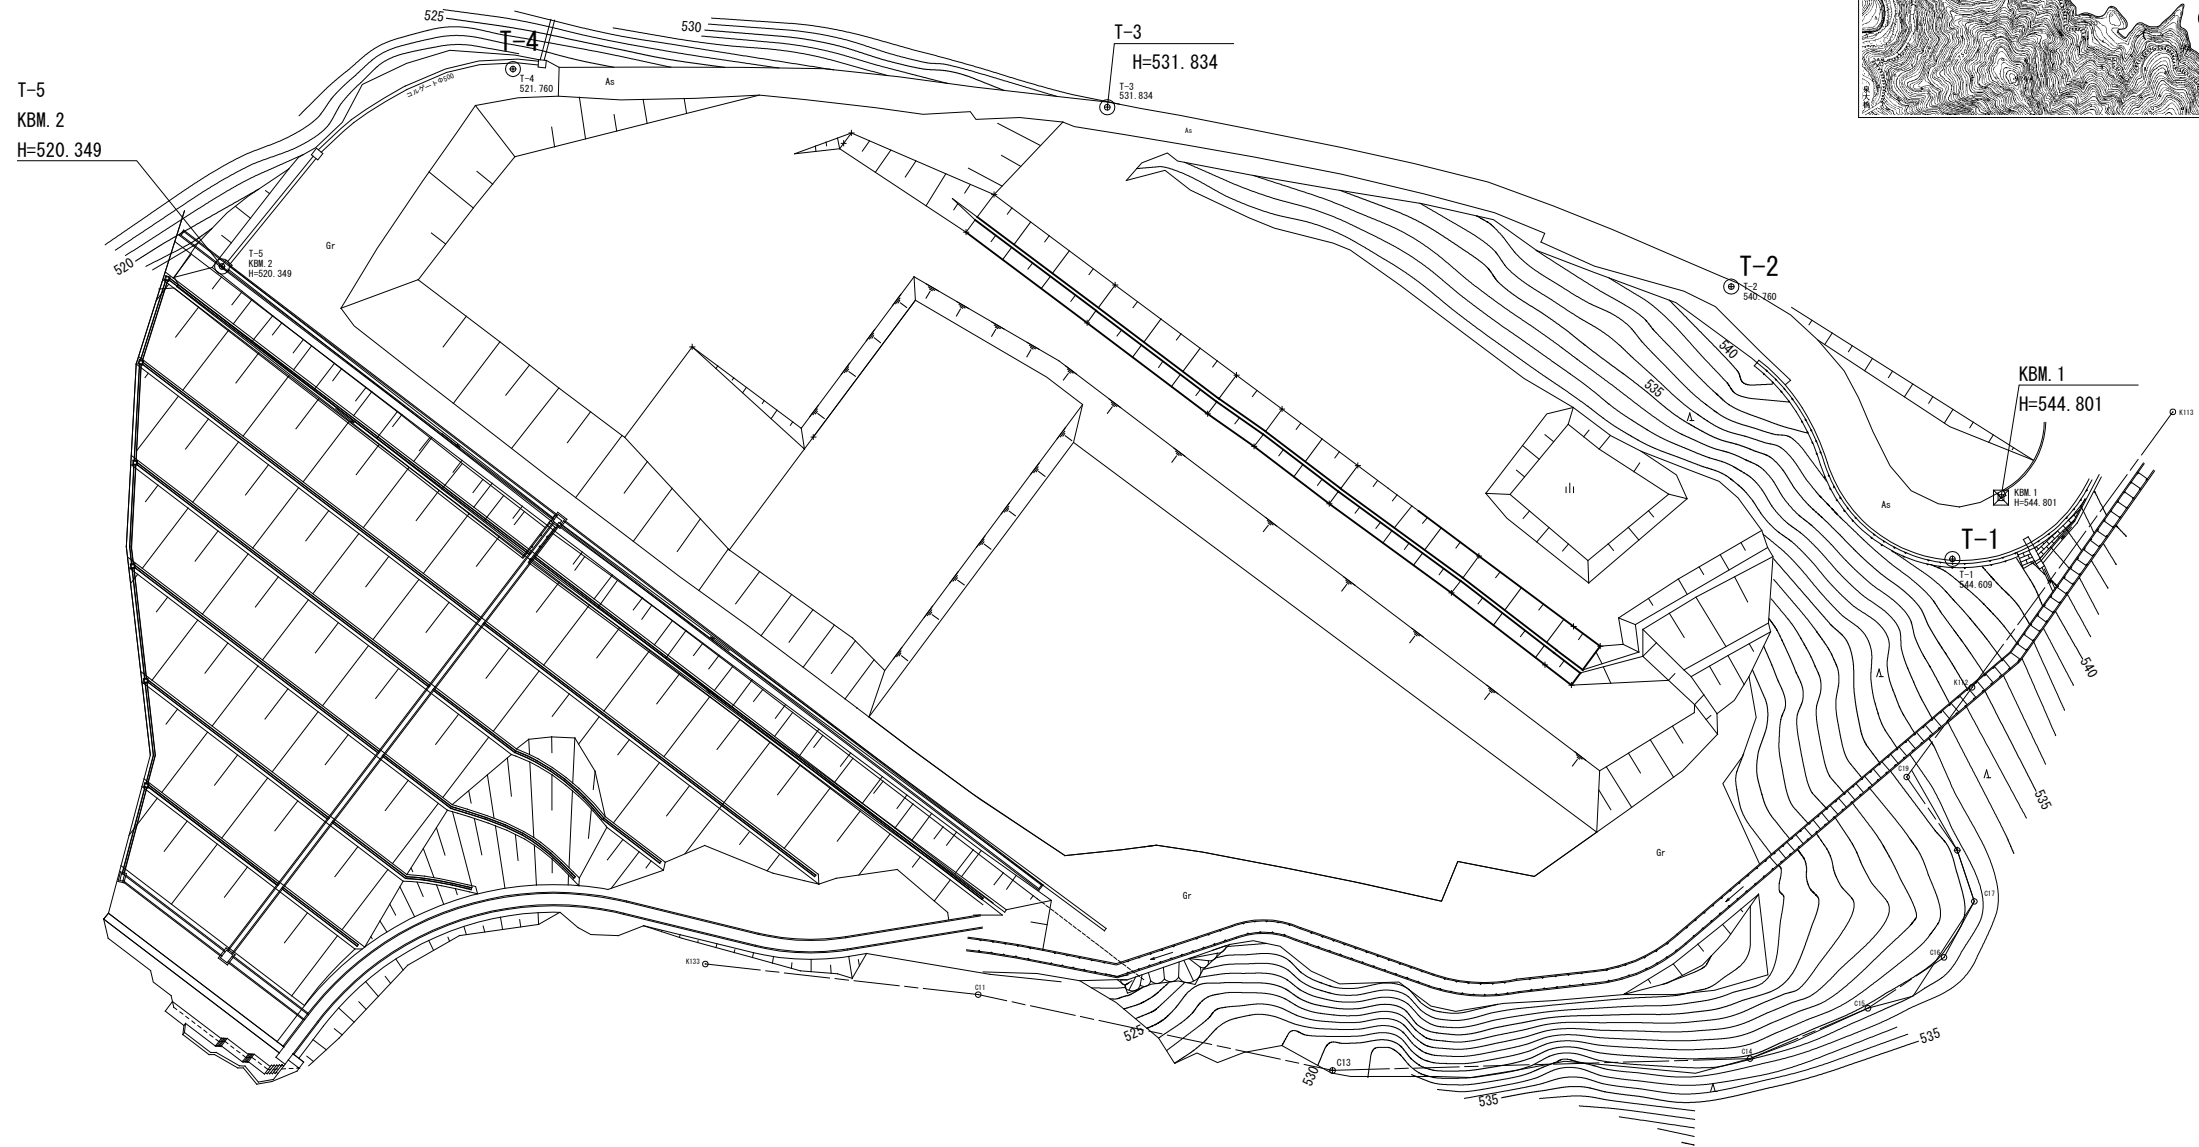 525
530
T-3
H=531.834
T-4
T-4
521.760
コルゲートφ500
As
T-3
531.834
As
T-5
KBM.2
H=520.349
520
Gr
T-5
KBM.2
H=520.349
T-2
T-2
540.760
540
535
KBM.1
H=544.801
K113
KBM.1
H=544.801
As
T-1
T-1
544.609
540
K112
C19
535
Gr
Gr
C17
C16
K133
C11
C15
525
C13
530
C14
535
535